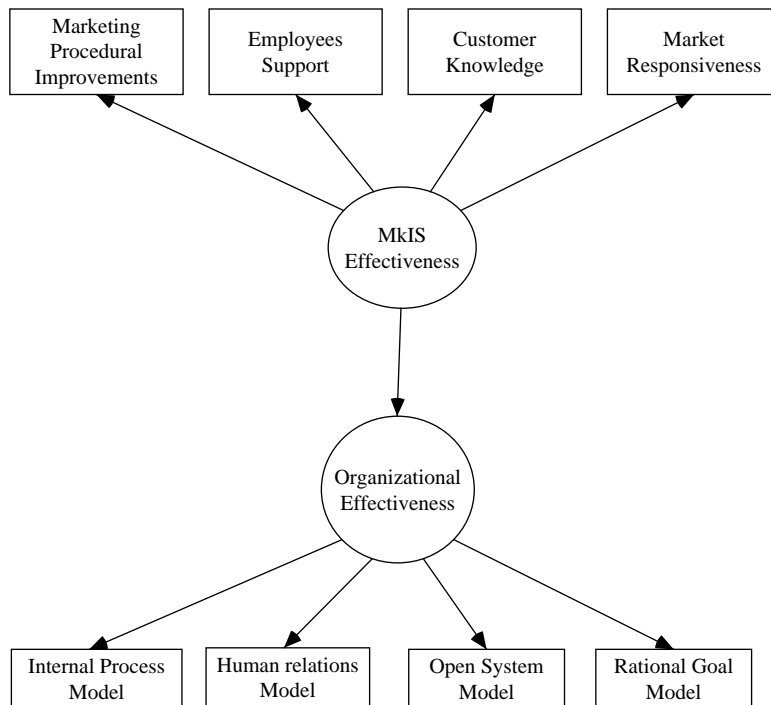 Marketing
Procedural
Improvements
Employees
Support
Customer
Knowledge
Market
Responsiveness
MkIS
Effectiveness
Organizational
Effectiveness
Internal Process
Model
Human relations
Model
Open System
Model
Rational Goal
Model